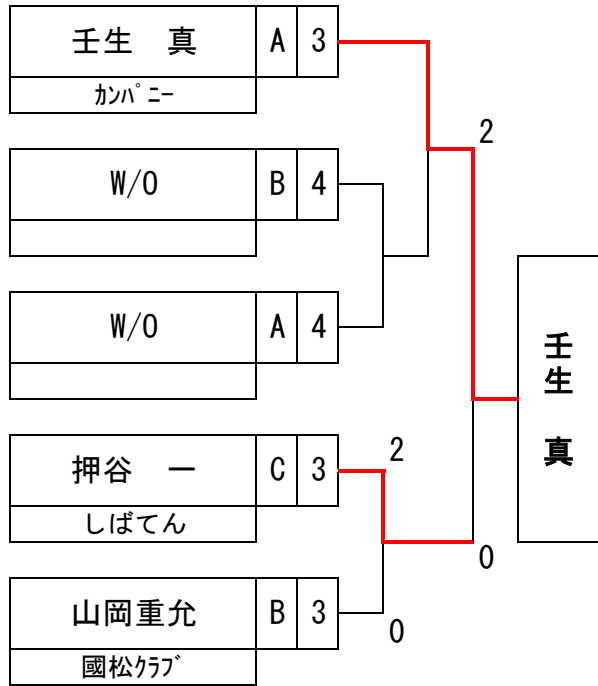 壬生　真 A 3
ｶﾝﾊﾟﾆｰ
2
W/O B 4
W/O A 4
壬生　真
押谷　一 C 3
2
しばてん
0
山岡重允 B 3
0
國松ｸﾗﾌﾞ